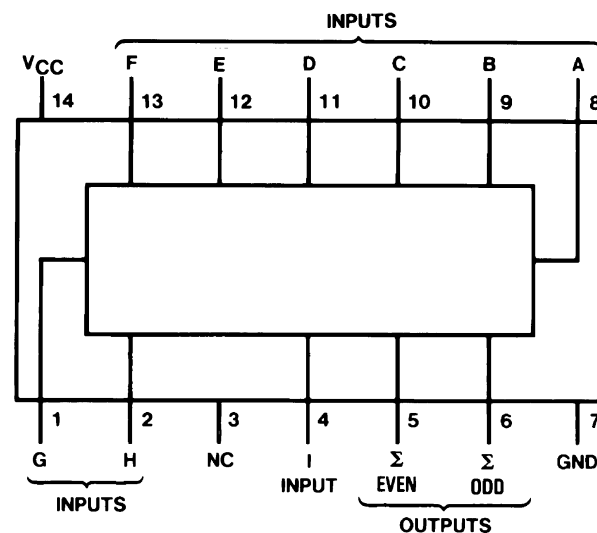 INPUTS
VCC F E D C B A
14 13 12 11 10 9 8
1 2 3 4 5 6 7
G H NC I Σ Σ GND
INPUT EVEN ODD
INPUTS
OUTPUTS